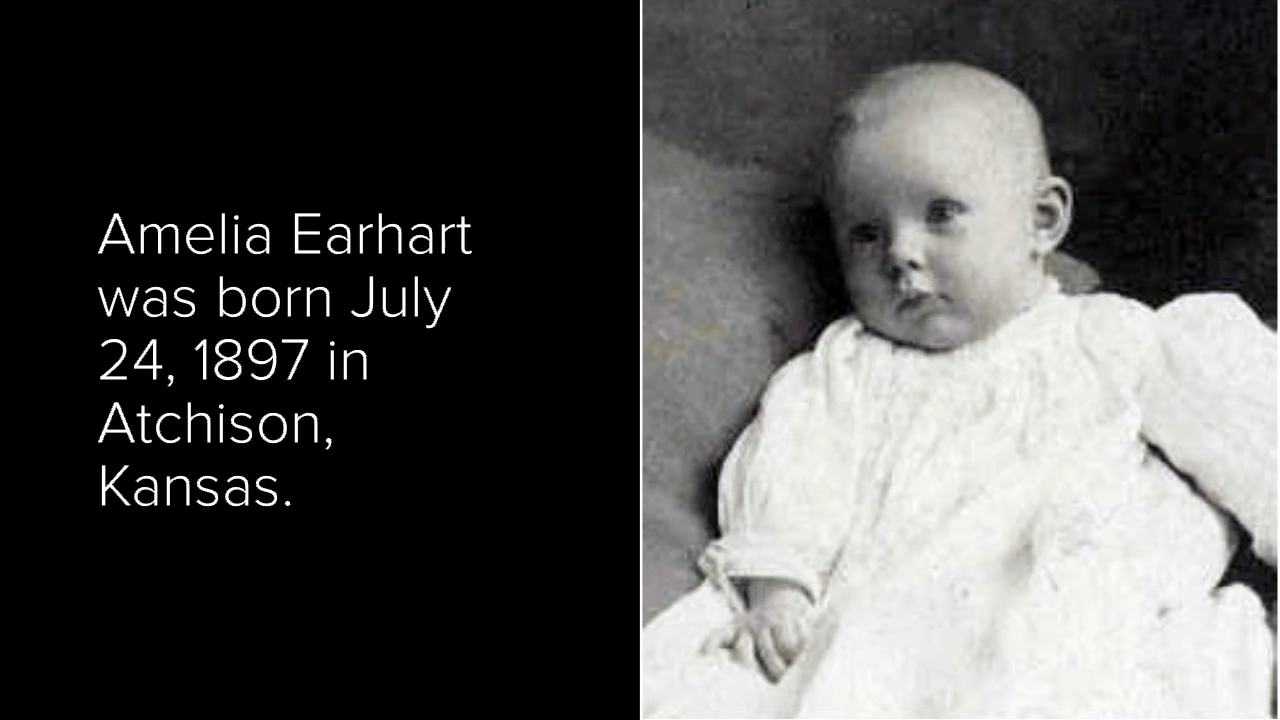 Amelia Earhart
was born July
24, 1897 in
Atchison,
Kansas.